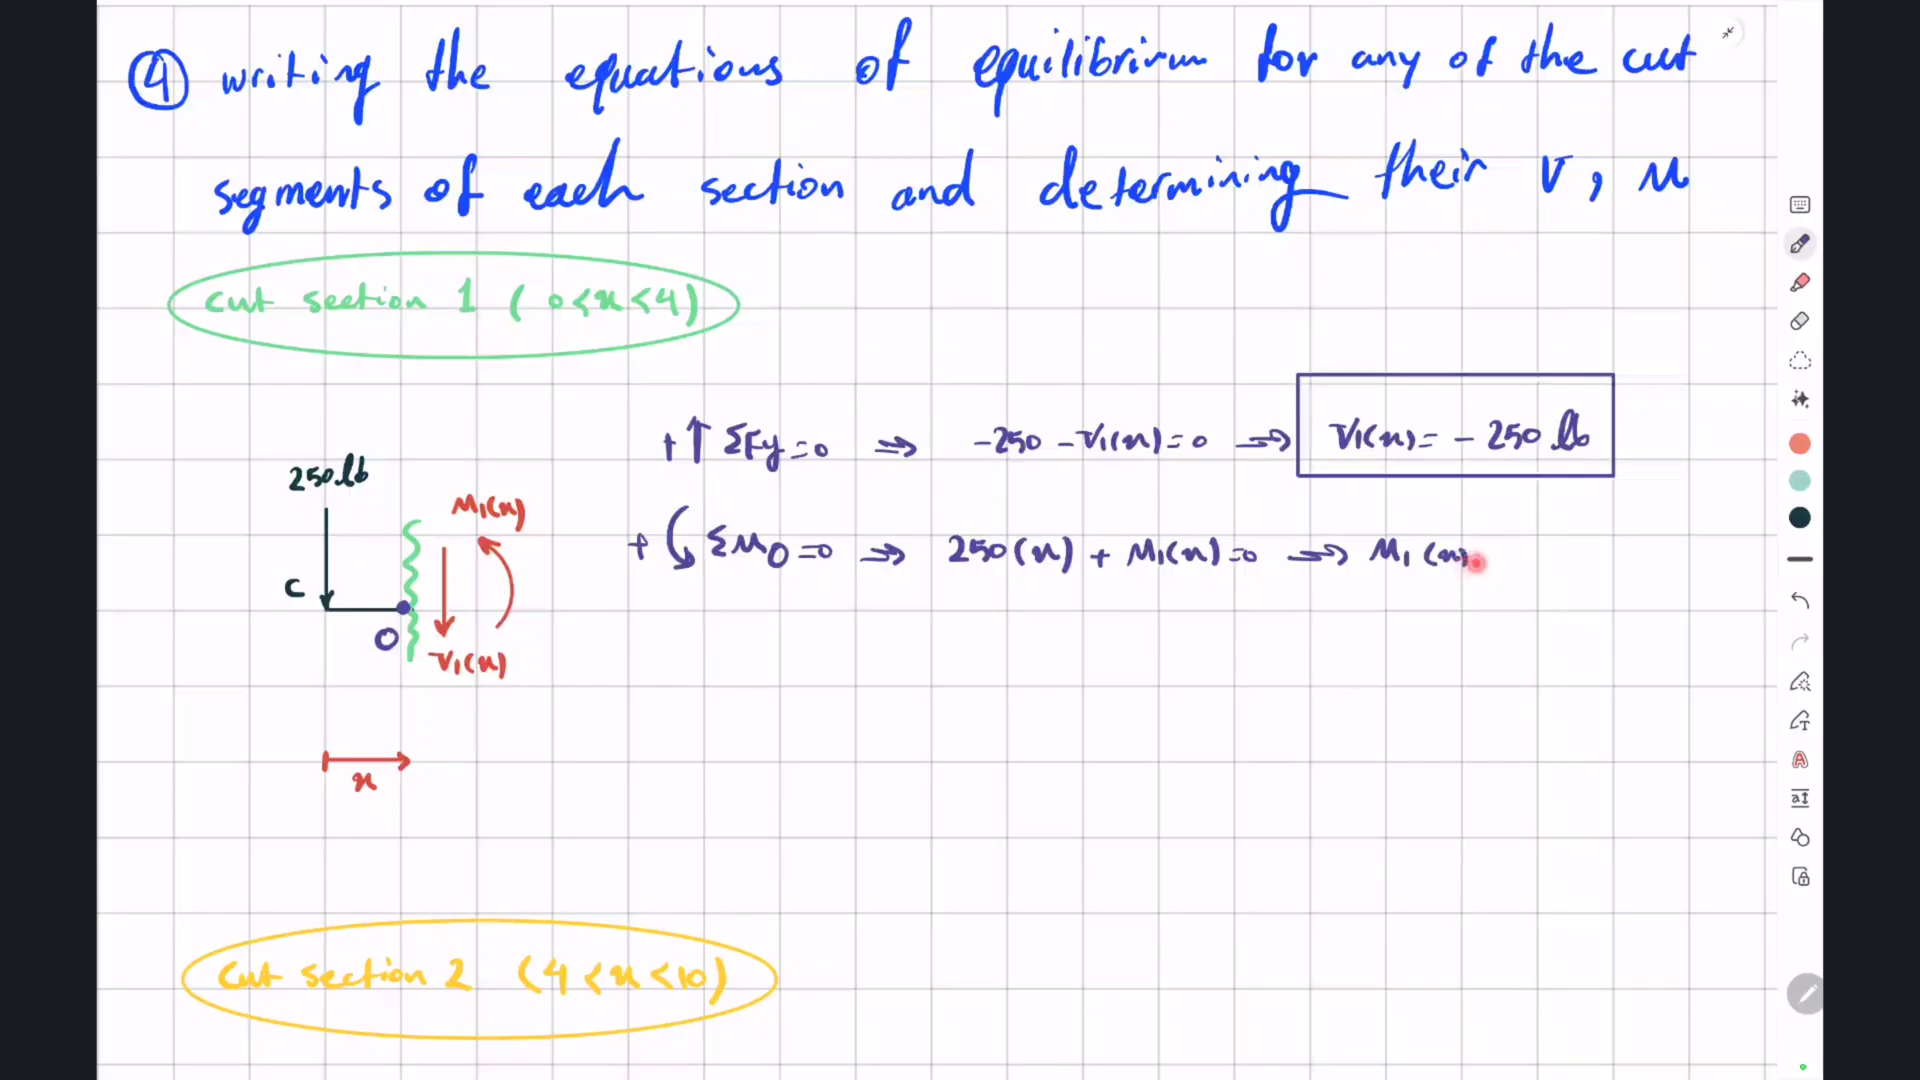 ④ writing the equations of equilibrium for any of the cut
segments of each section and determining their V, M
cut section 1 (0<x<4)
+↑ ΣFy=0 ⇒ -250 -V₁(x)=0 ⇒ V₁(x)= - 250 lb
250 lb
M₁(x)
+ ΣM_O=0 ⇒ 250(x) + M₁(x)=0 ⇒ M₁(x)
C
O
V₁(x)
x
cut section 2 (4<x<10)